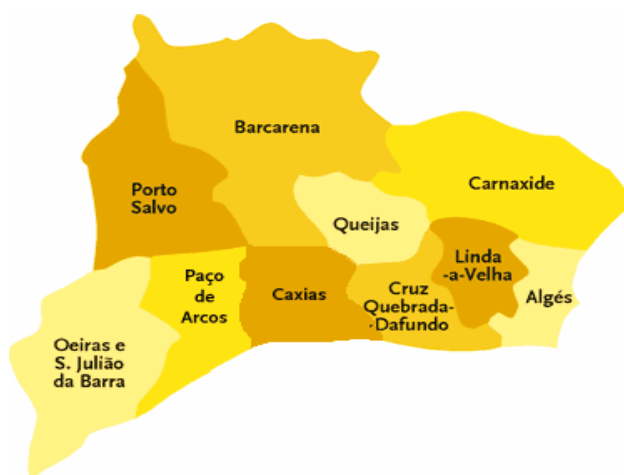 Barcarena
Carnaxide
Porto
Salvo
Queijas
Linda
-a-Velha
Paço
de
Arcos
Caxias
Cruz
Quebrada-
-Dafundo
Algés
Oeiras e
S. Julião
da Barra